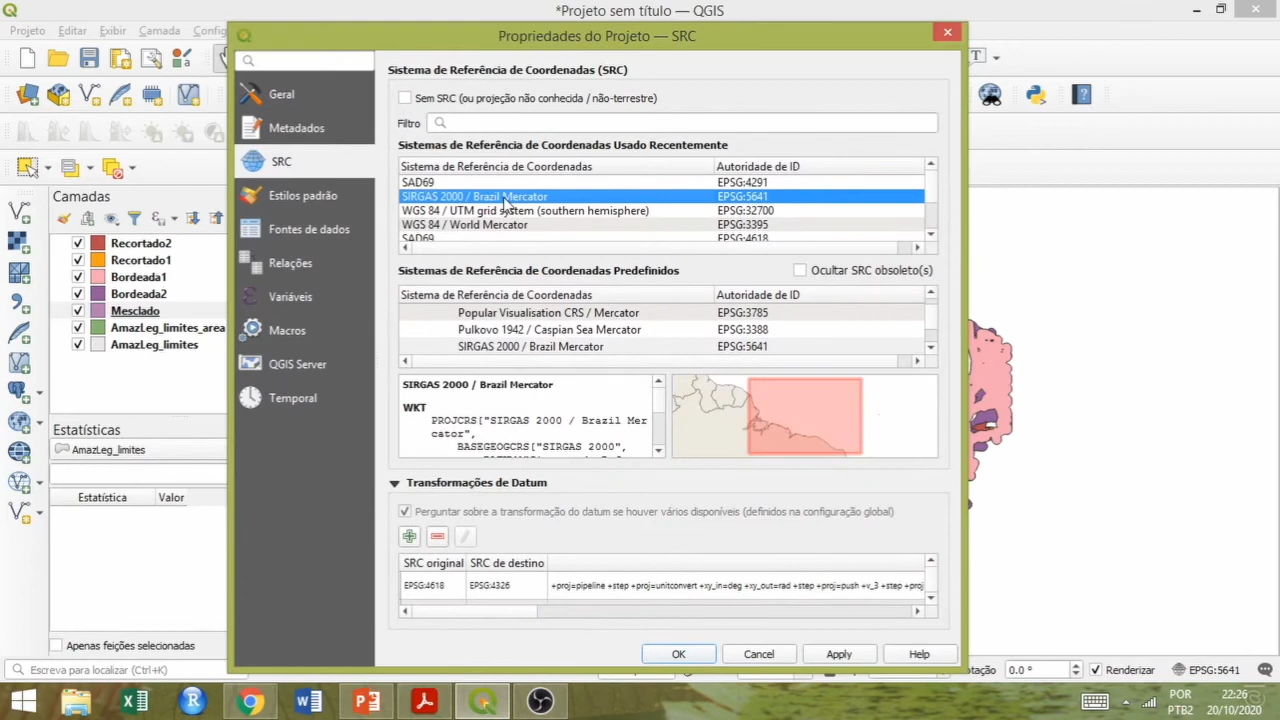 *Projeto sem título — QGIS
Projeto Editar Exibir Camada Config
Propriedades do Projeto — SRC
Geral
Metadados
SRC
Estilos padrão
Fontes de dados
Relações
Variáveis
Macros
QGIS Server
Temporal
Sistema de Referência de Coordenadas (SRC)
Sem SRC (ou projeção não conhecida / não-terrestre)
Filtro
Sistemas de Referência de Coordenadas Usado Recentemente
Sistema de Referência de Coordenadas Autoridade de ID
SAD69 EPSG:4291
SIRGAS 2000 / Brazil Mercator EPSG:5641
WGS 84 / UTM grid system (southern hemisphere) EPSG:32700
WGS 84 / World Mercator EPSG:3395
SAD69 EPSG:4618
Sistemas de Referência de Coordenadas Predefinidos
Ocultar SRC obsoleto(s)
Sistema de Referência de Coordenadas Autoridade de ID
Popular Visualisation CRS / Mercator EPSG:3785
Pulkovo 1942 / Caspian Sea Mercator EPSG:3388
SIRGAS 2000 / Brazil Mercator EPSG:5641
SIRGAS 2000 / Brazil Mercator
WKT
PROJCRS["SIRGAS 2000 / Brazil Mer
cator",
BASEGEOGCRS["SIRGAS 2000",
Transformações de Datum
Perguntar sobre a transformação do datum se houver vários disponíveis (definidos na configuração global)
SRC original SRC de destino
EPSG:4618 EPSG:4326 +proj=pipeline +step +proj=unitconvert +xy_in=deg +xy_out=rad +step +proj=push +v_3 +step +proj
OK Cancel Apply Help
Camadas
Recortado2
Recortado1
Bordeada1
Bordeada2
Mesclado
AmazLeg_limites_area
AmazLeg_limites
Estatísticas
AmazLeg_limites
Estatística Valor
Apenas feições selecionadas
Escreva para localizar (Ctrl+K)
otação 0.0 ° Renderizar EPSG:5641
POR
PTB2
22:26
20/10/2020